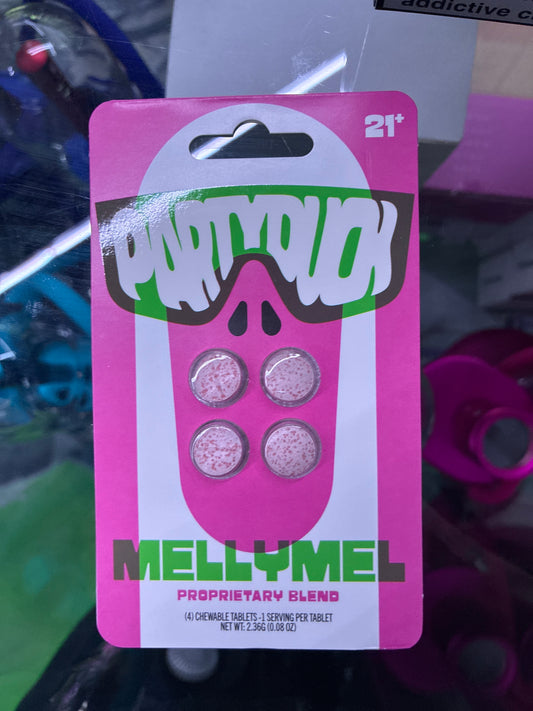 addictive c
21+
PARTYDUCK
MELLYMEL
PROPRIETARY BLEND
(4) CHEWABLE TABLETS - 1 SERVING PER TABLET
NET WT: 2.36G (0.08 OZ)